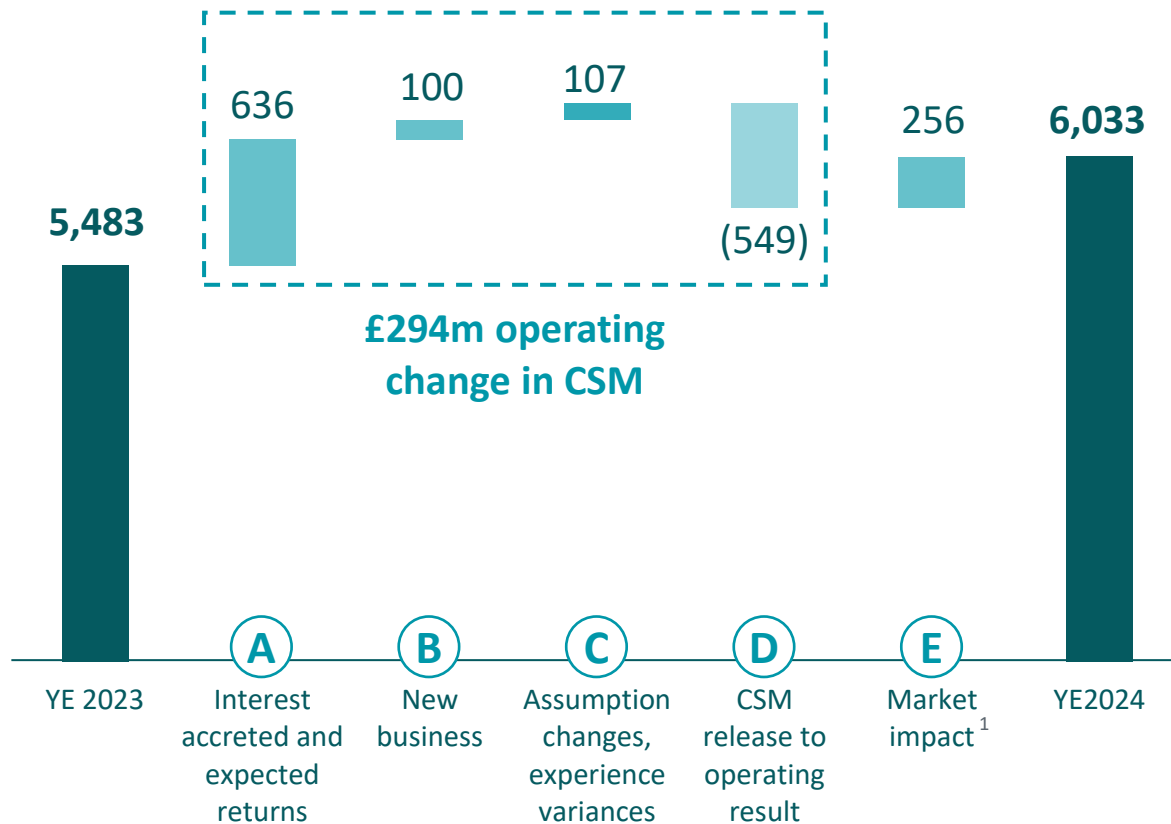 636
100
107
(549)
256
6,033
5,483
£294m operating
change in CSM
A
B
C
D
E
YE 2023
Interest
accreted and
expected
returns
New
business
Assumption
changes,
experience
variances
CSM
release to
operating
result
Market
impact 1
YE2024